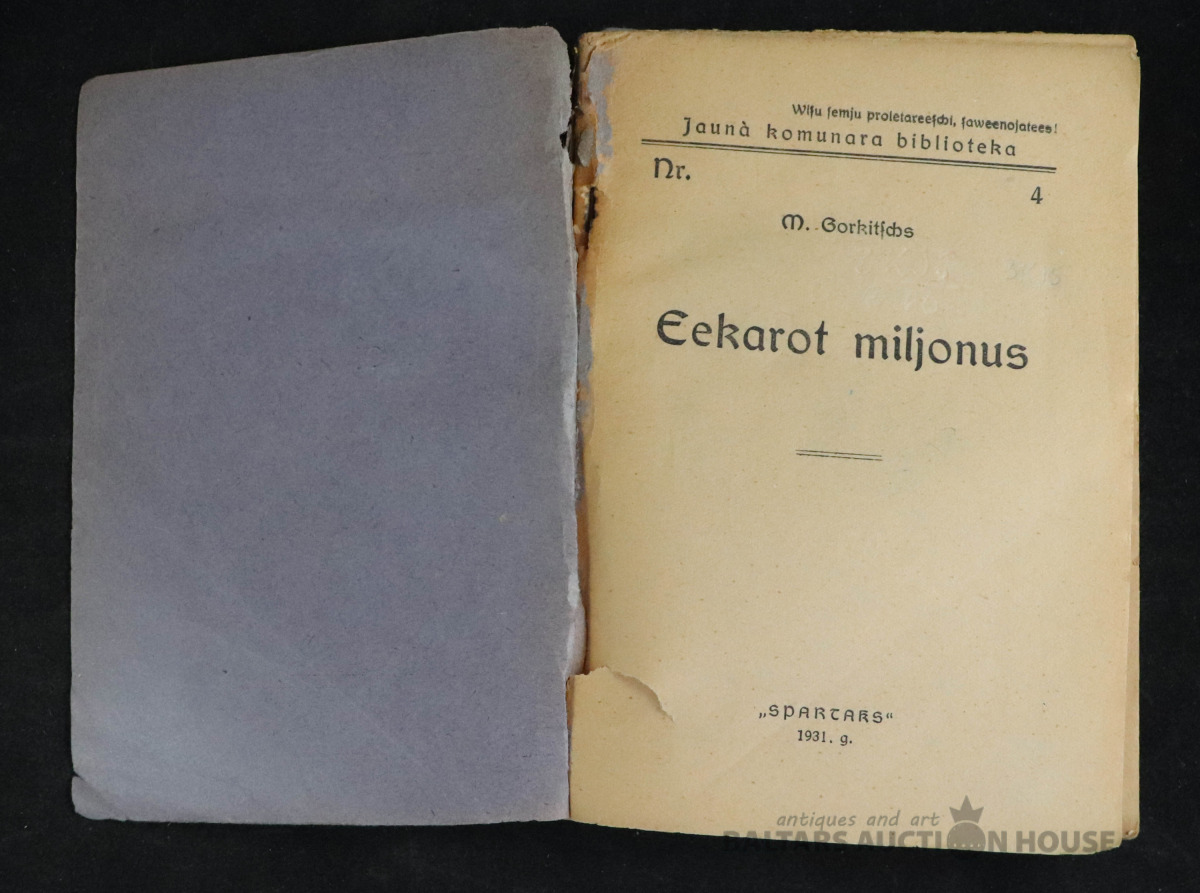 Wiſu ſemju proletareeſchi, ſaweenojatees!
Jaunà komunara biblioteka
Nr. 4
M. Gorkitſchs
Eekarot miljonus
„SPARTAKS“
1931. g.
antiques and art
BALTARS AUCTION HOUSE